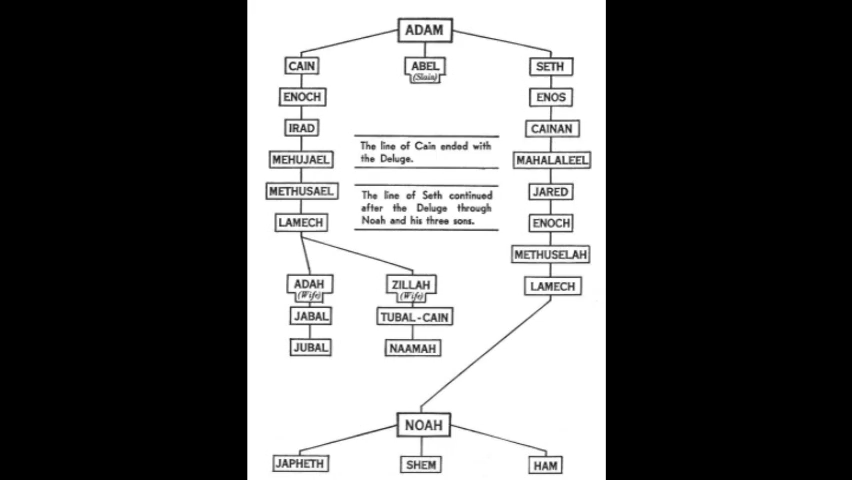 ADAM
CAIN
ABEL
(Slain)
SETH
ENOCH
ENOS
IRAD
CAINAN
The line of Cain ended with
the Deluge.
MEHUJAEL
MAHALALEEL
METHUSAEL
The line of Seth continued
after the Deluge through
Noah and his three sons.
JARED
LAMECH
ENOCH
METHUSELAH
ADAH
(Wife)
ZILLAH
(Wife)
LAMECH
JABAL
TUBAL-CAIN
JUBAL
NAAMAH
NOAH
JAPHETH
SHEM
HAM